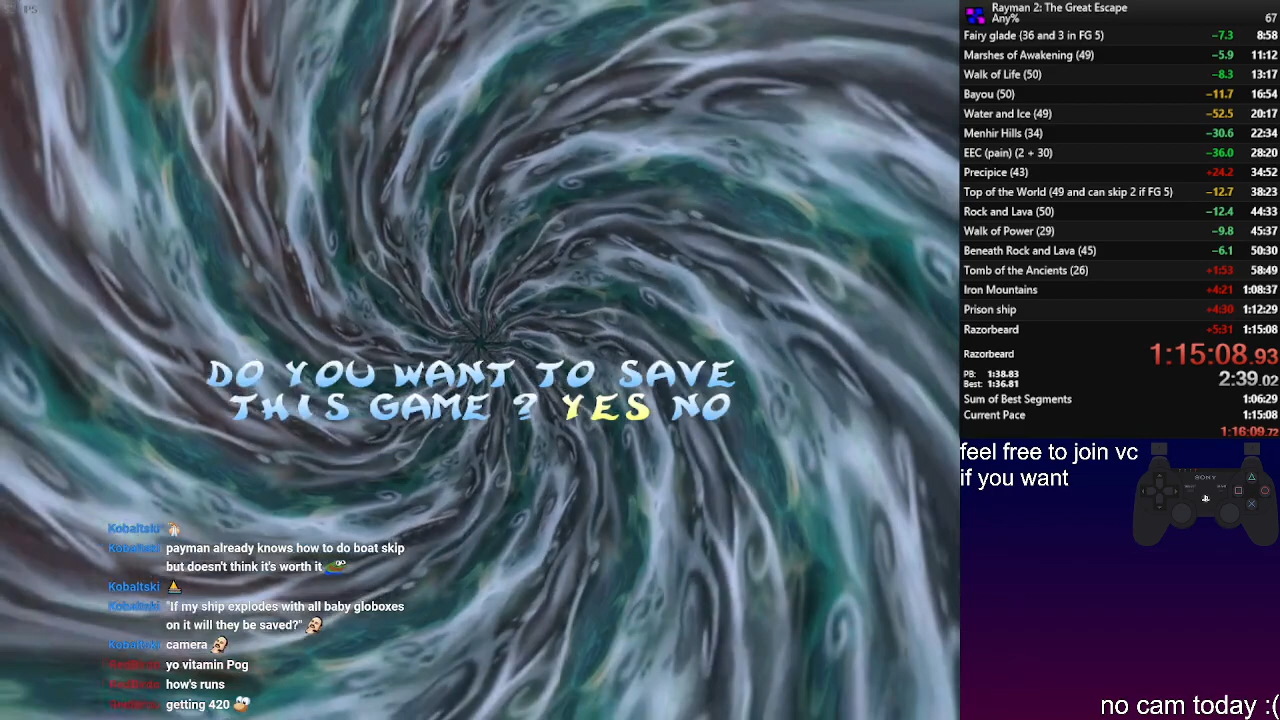 DO YOU WANT TO SAVE
THIS GAME ? YES NO
Kobaltski
Kobaltski payman already knows how to do boat skip
but doesn't think it's worth it
Kobaltski
Kobaltski "If my ship explodes with all baby globoxes
on it will they be saved?"
Kobaltski camera
yo vitamin Pog
how's runs
getting 420
Rayman 2: The Great Escape
Any% 67
Fairy glade (36 and 3 in FG 5) −7.3 8:58
Marshes of Awakening (49) −5.9 11:12
Walk of Life (50) −8.3 13:17
Bayou (50) −11.7 16:54
Water and Ice (49) −52.5 20:17
Menhir Hills (34) −30.6 22:34
EEC (pain) (2 + 30) −36.0 28:20
Precipice (43) +24.2 34:52
Top of the World (49 and can skip 2 if FG 5) −12.7 38:23
Rock and Lava (50) −12.4 44:33
Walk of Power (29) −9.8 45:37
Beneath Rock and Lava (45) −6.1 50:30
Tomb of the Ancients (26) +1:53 58:49
Iron Mountains +4:21 1:08:37
Prison ship +4:30 1:12:29
Razorbeard +5:31 1:15:08
Razorbeard 1:15:08.93
PB: 1:38.83
Best: 1:36.81 2:39.02
Sum of Best Segments 1:06:29
Current Pace 1:15:08
1:16:09.72
feel free to join vc
if you want
SONY
no cam today :(